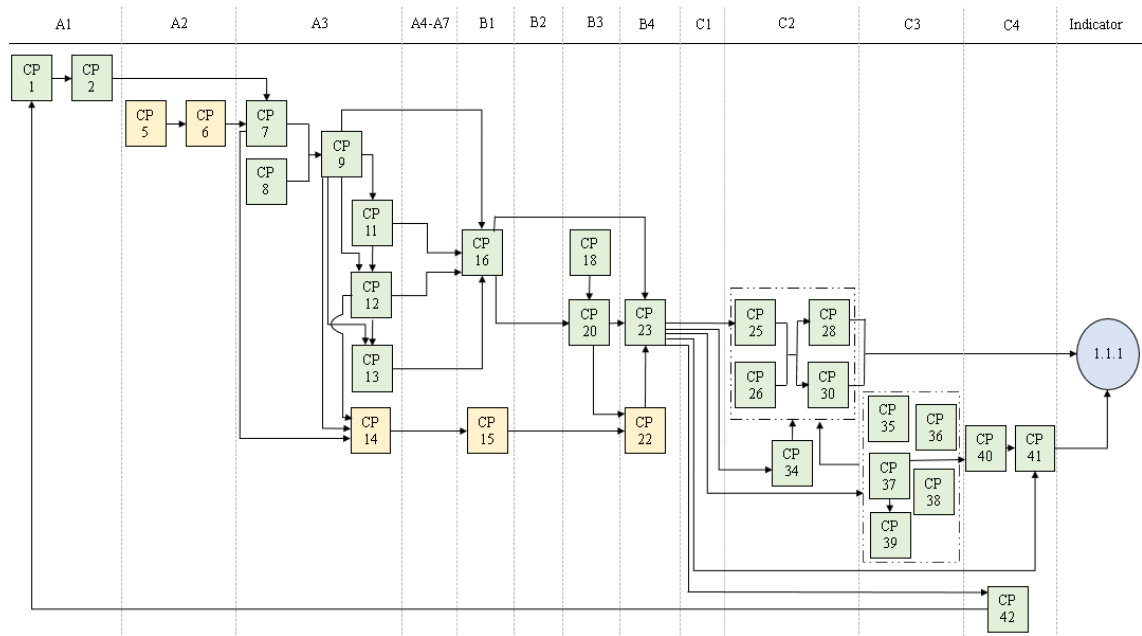 A1 A2 A3 A4-A7 B1 B2 B3 B4 C1 C2 C3 C4 Indicator
CP
1
CP
2
CP
5
CP
6
CP
7
CP
8
CP
9
CP
11
CP
12
CP
13
CP
14
CP
16
CP
15
CP
18
CP
20
CP
23
CP
22
CP
25
CP
26
CP
28
CP
30
CP
34
CP
35
CP
36
CP
37
CP
38
CP
39
CP
40
CP
41
CP
42
1.1.1